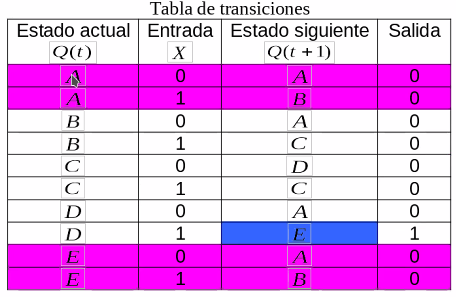 Tabla de transiciones
Estado actual Entrada Estado siguiente Salida
Q(t) X Q(t + 1)
A 0 A 0
A 1 B 0
B 0 A 0
B 1 C 0
C 0 D 0
C 1 C 0
D 0 A 0
D 1 E 1
E 0 A 0
E 1 B 0